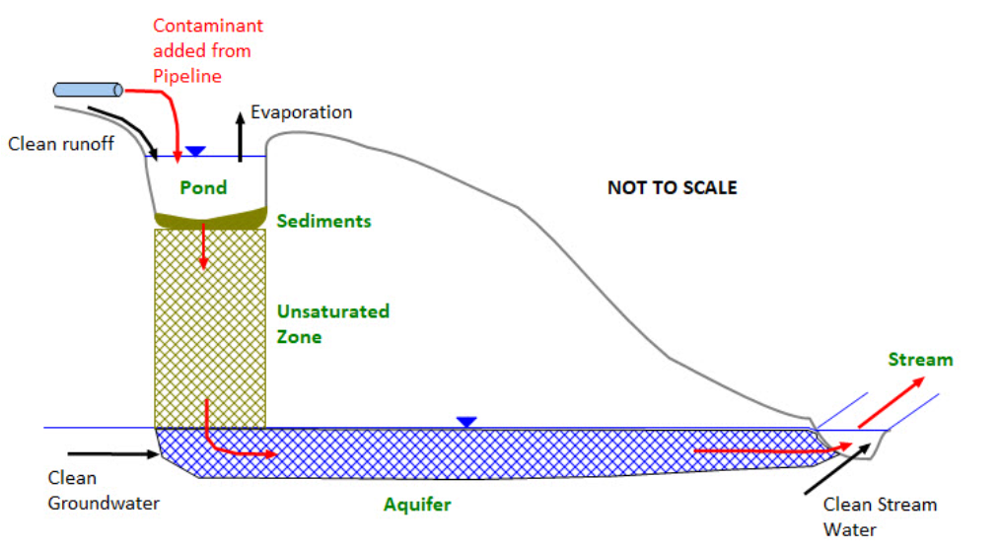 Contaminant
added from
Pipeline
Evaporation
Clean runoff
Pond
NOT TO SCALE
Sediments
Unsaturated
Zone
Stream
Clean
Groundwater
Aquifer
Clean Stream
Water